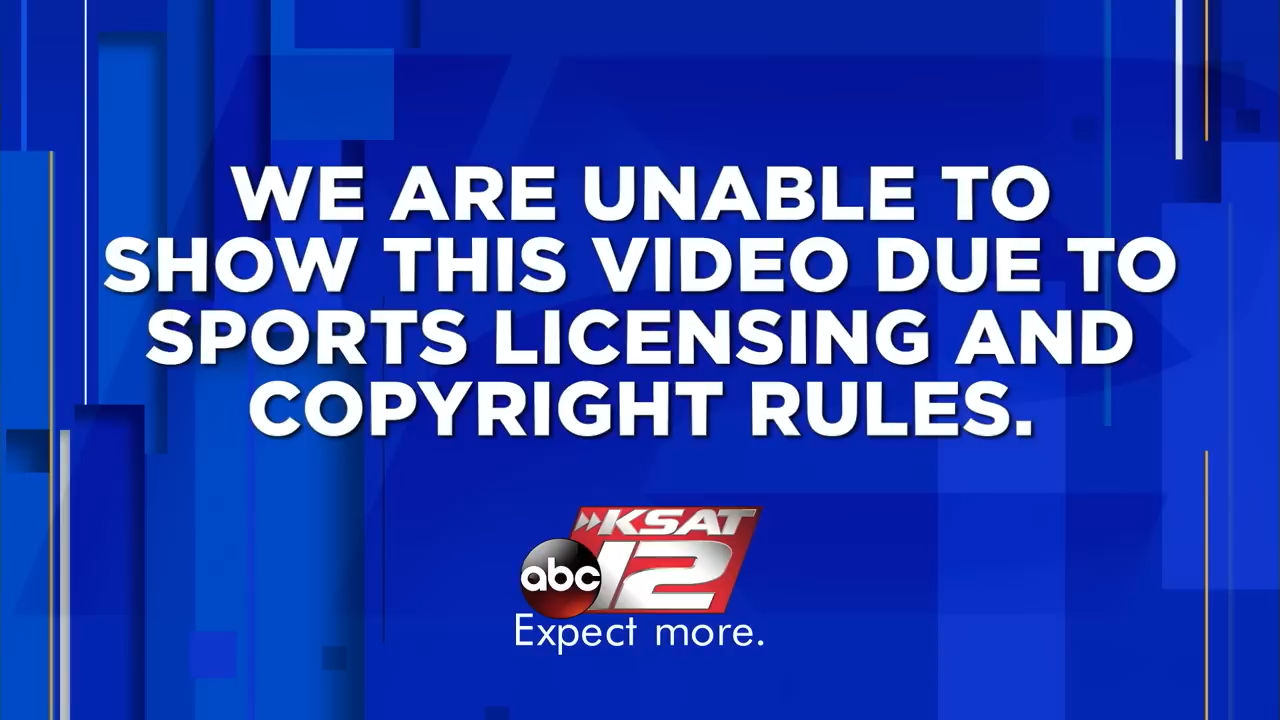 WE ARE UNABLE TO
SHOW THIS VIDEO DUE TO
SPORTS LICENSING AND
COPYRIGHT RULES.
KSAT
abc 12
Expect more.